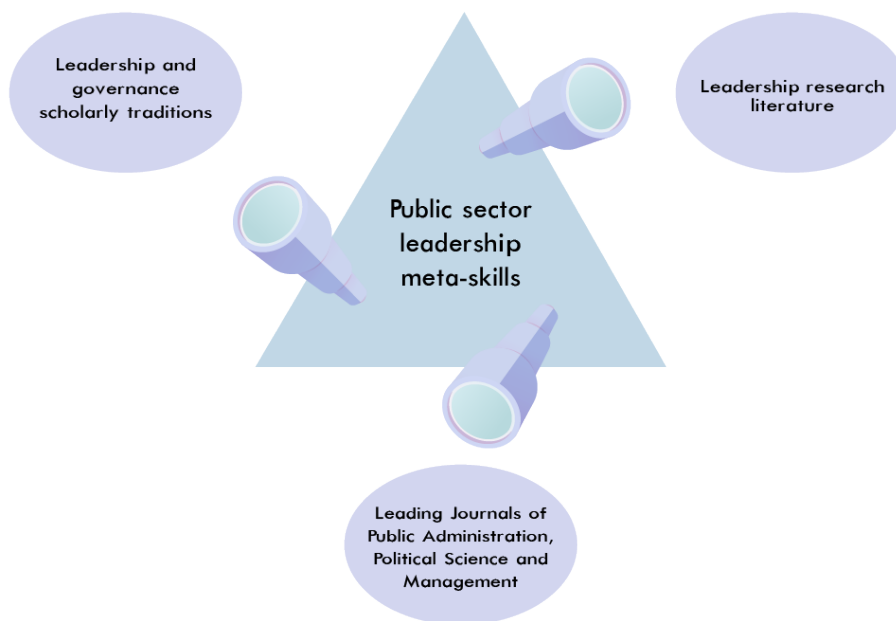 Leadership and
governance
scholarly traditions
Leadership research
literature
Public sector
leadership
meta-skills
Leading Journals of
Public Administration,
Political Science and
Management